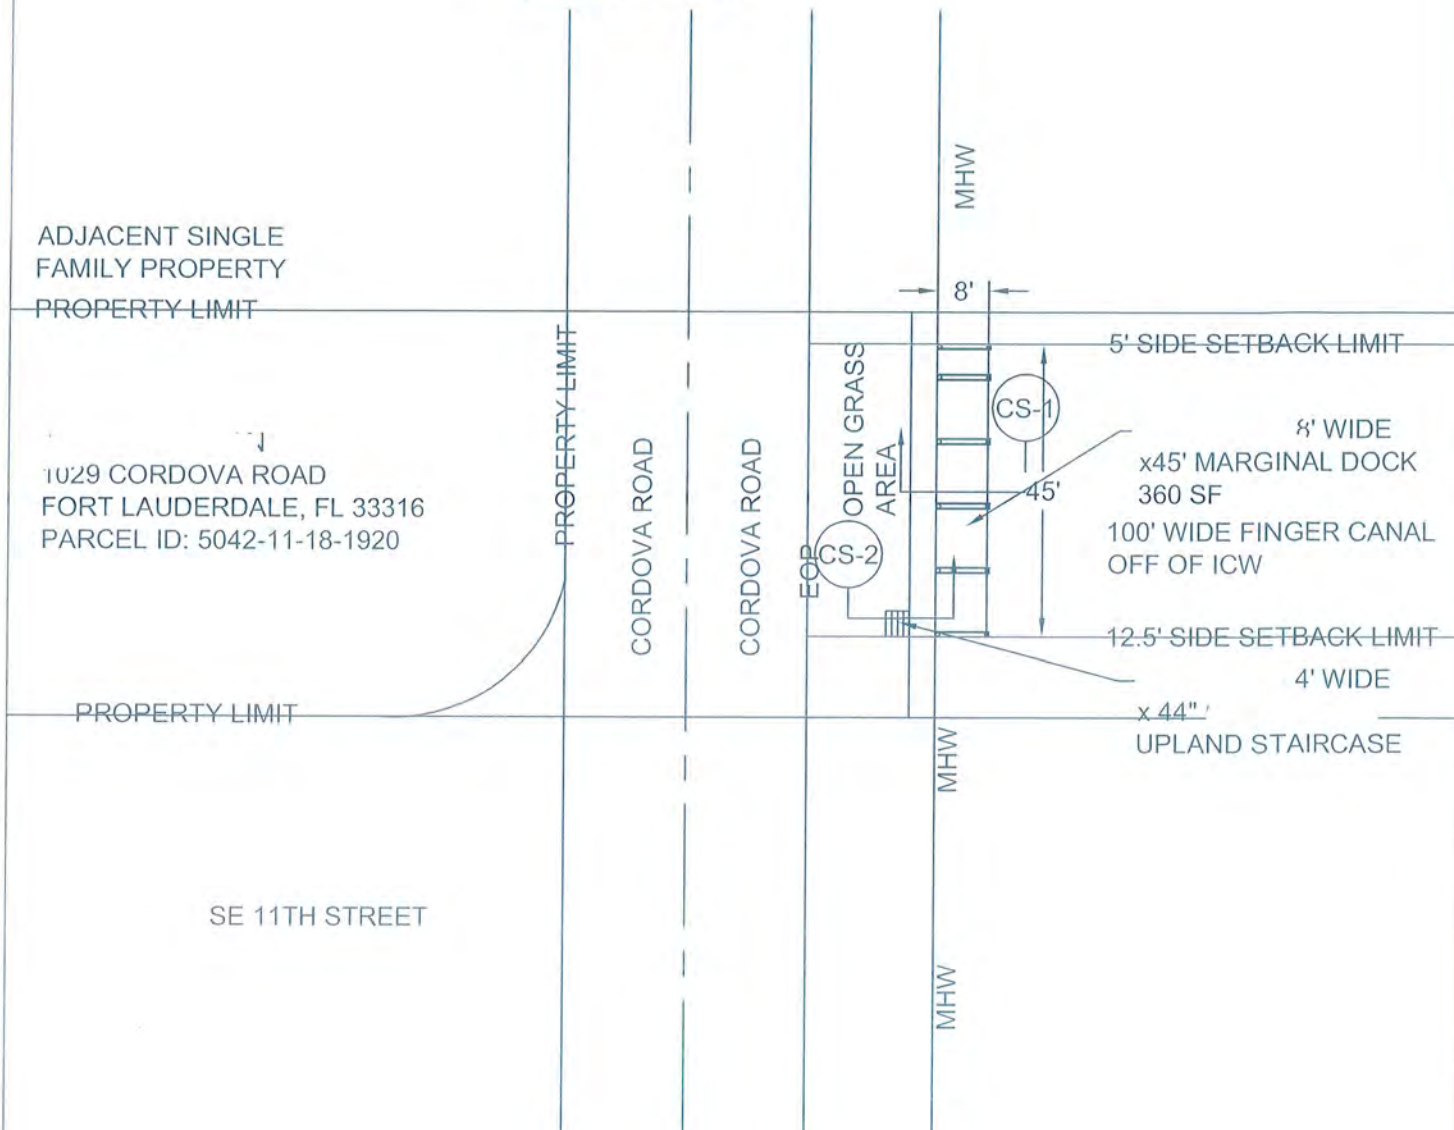 MHW
ADJACENT SINGLE
FAMILY PROPERTY
PROPERTY LIMIT
8'
5' SIDE SETBACK LIMIT
PROPERTY LIMIT
OPEN GRASS
AREA
CS-1
8' WIDE
x45' MARGINAL DOCK
360 SF
1029 CORDOVA ROAD
FORT LAUDERDALE, FL 33316
PARCEL ID: 5042-11-18-1920
CORDOVA ROAD
CORDOVA ROAD
45'
100' WIDE FINGER CANAL
OFF OF ICW
EOP
CS-2
12.5' SIDE SETBACK LIMIT
4' WIDE
x 44"
UPLAND STAIRCASE
PROPERTY LIMIT
MHW
SE 11TH STREET
MHW